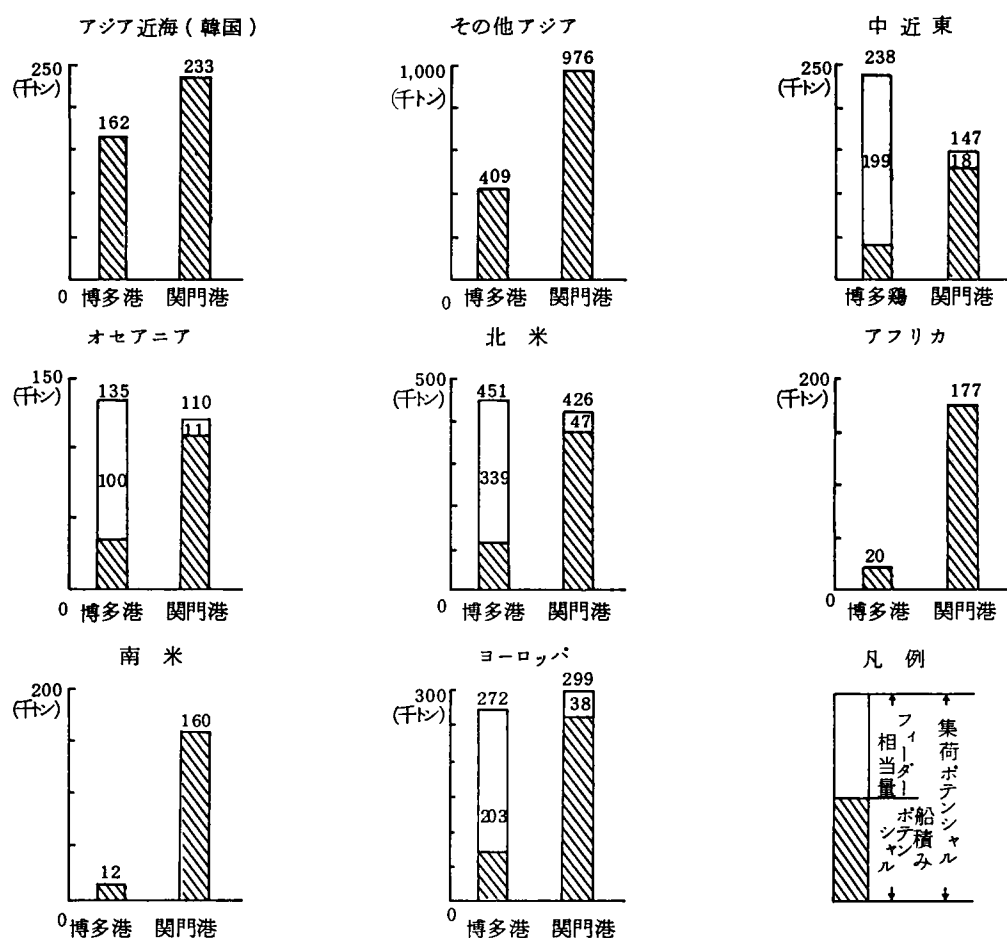 アジア近海(韓国)
250
(千トン)
233
162
0
博多港 関門港
その他アジア
1,000
(千トン)
976
409
0
博多港 関門港
中近東
250
(千トン)
238
199
147
18
博多鶏 関門港
0
オセアニア
150
(千トン)
135
100
110
11
0
博多港 関門港
北米
500
(千トン)
451
339
426
47
0
博多港 関門港
アフリカ
200
(千トン)
177
20
0
博多港 関門港
南米
200
(千トン)
160
12
0
博多港 関門港
ヨーロッパ
300
(千トン)
272
203
299
38
0
博多港 関門港
凡例
フィーダー
相当量
集荷ポテンシャル
船積み
ポテン
シャル